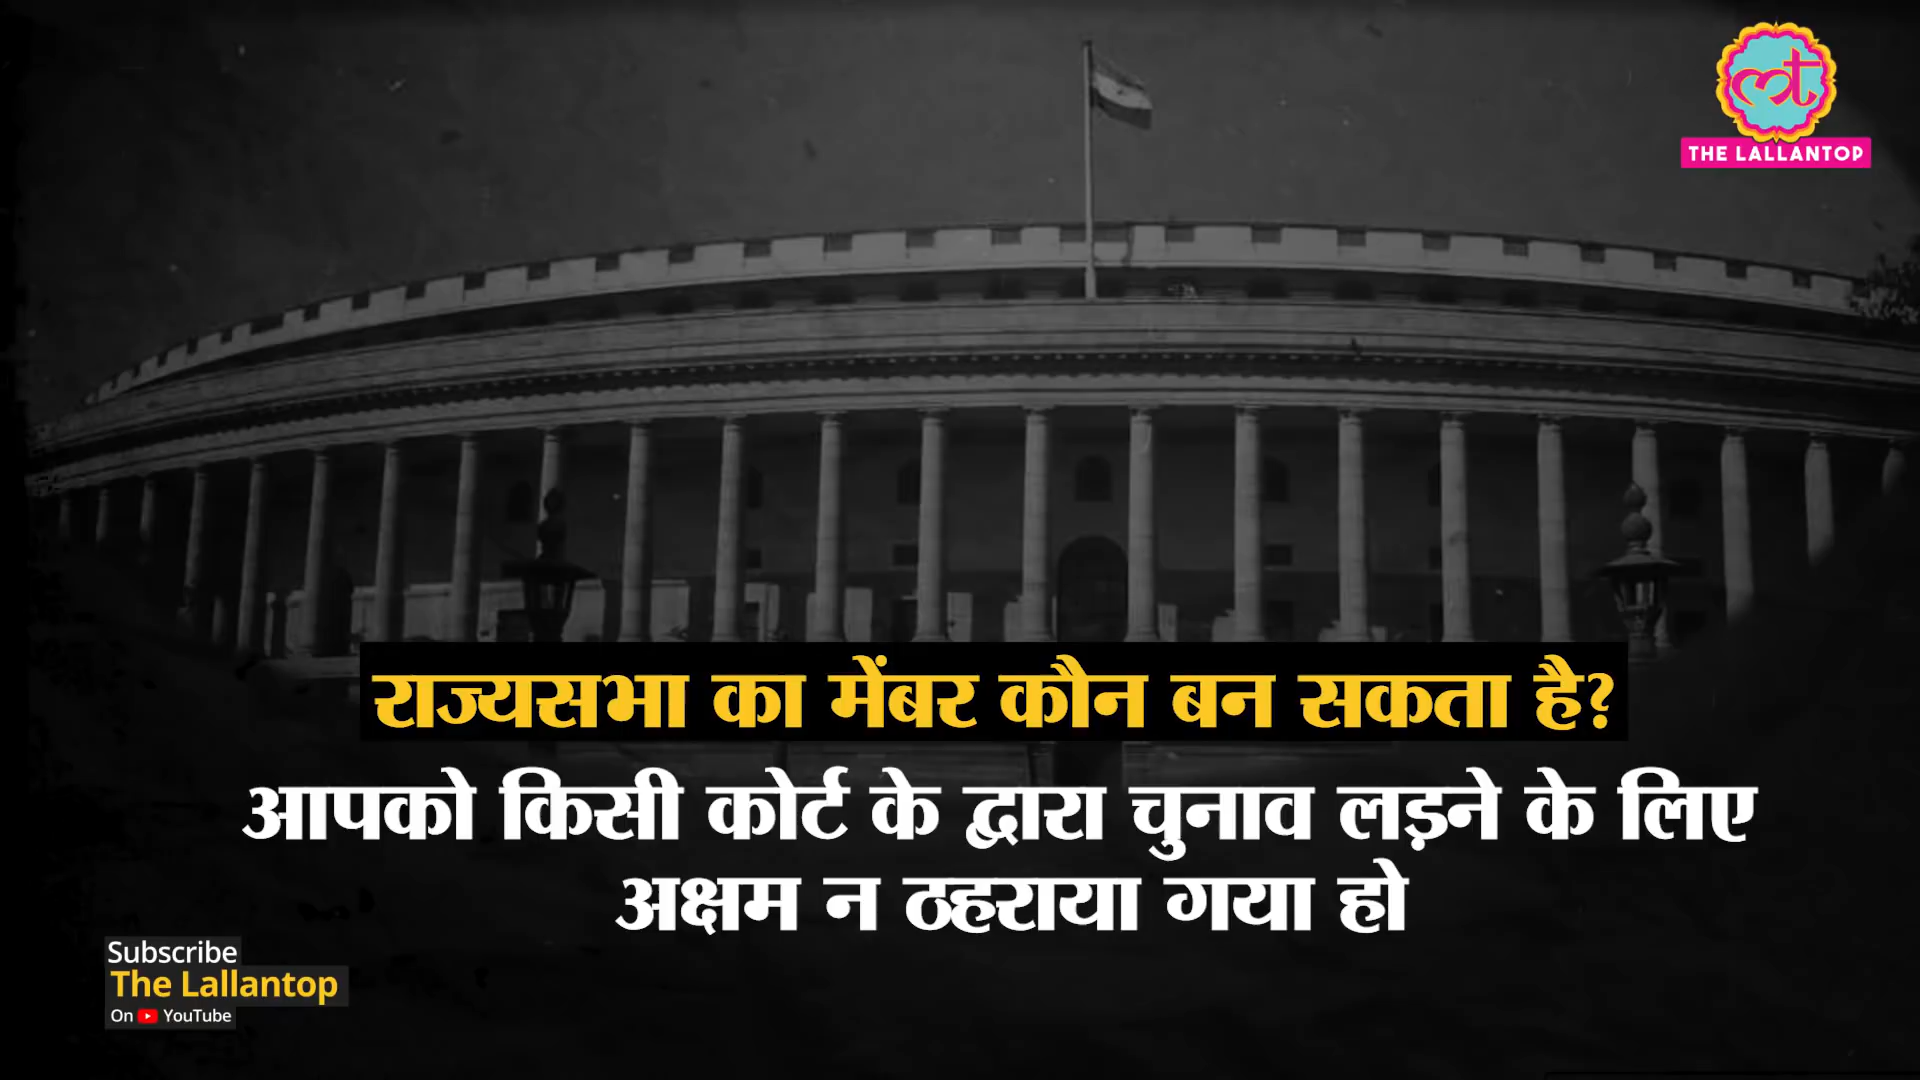 THE LALLANTOP
राज्यसभा का मेंबर कौन बन सकता है?
आपको किसी कोर्ट के द्वारा चुनाव लड़ने के लिए
अक्षम न ठहराया गया हो
Subscribe
The Lallantop
On YouTube